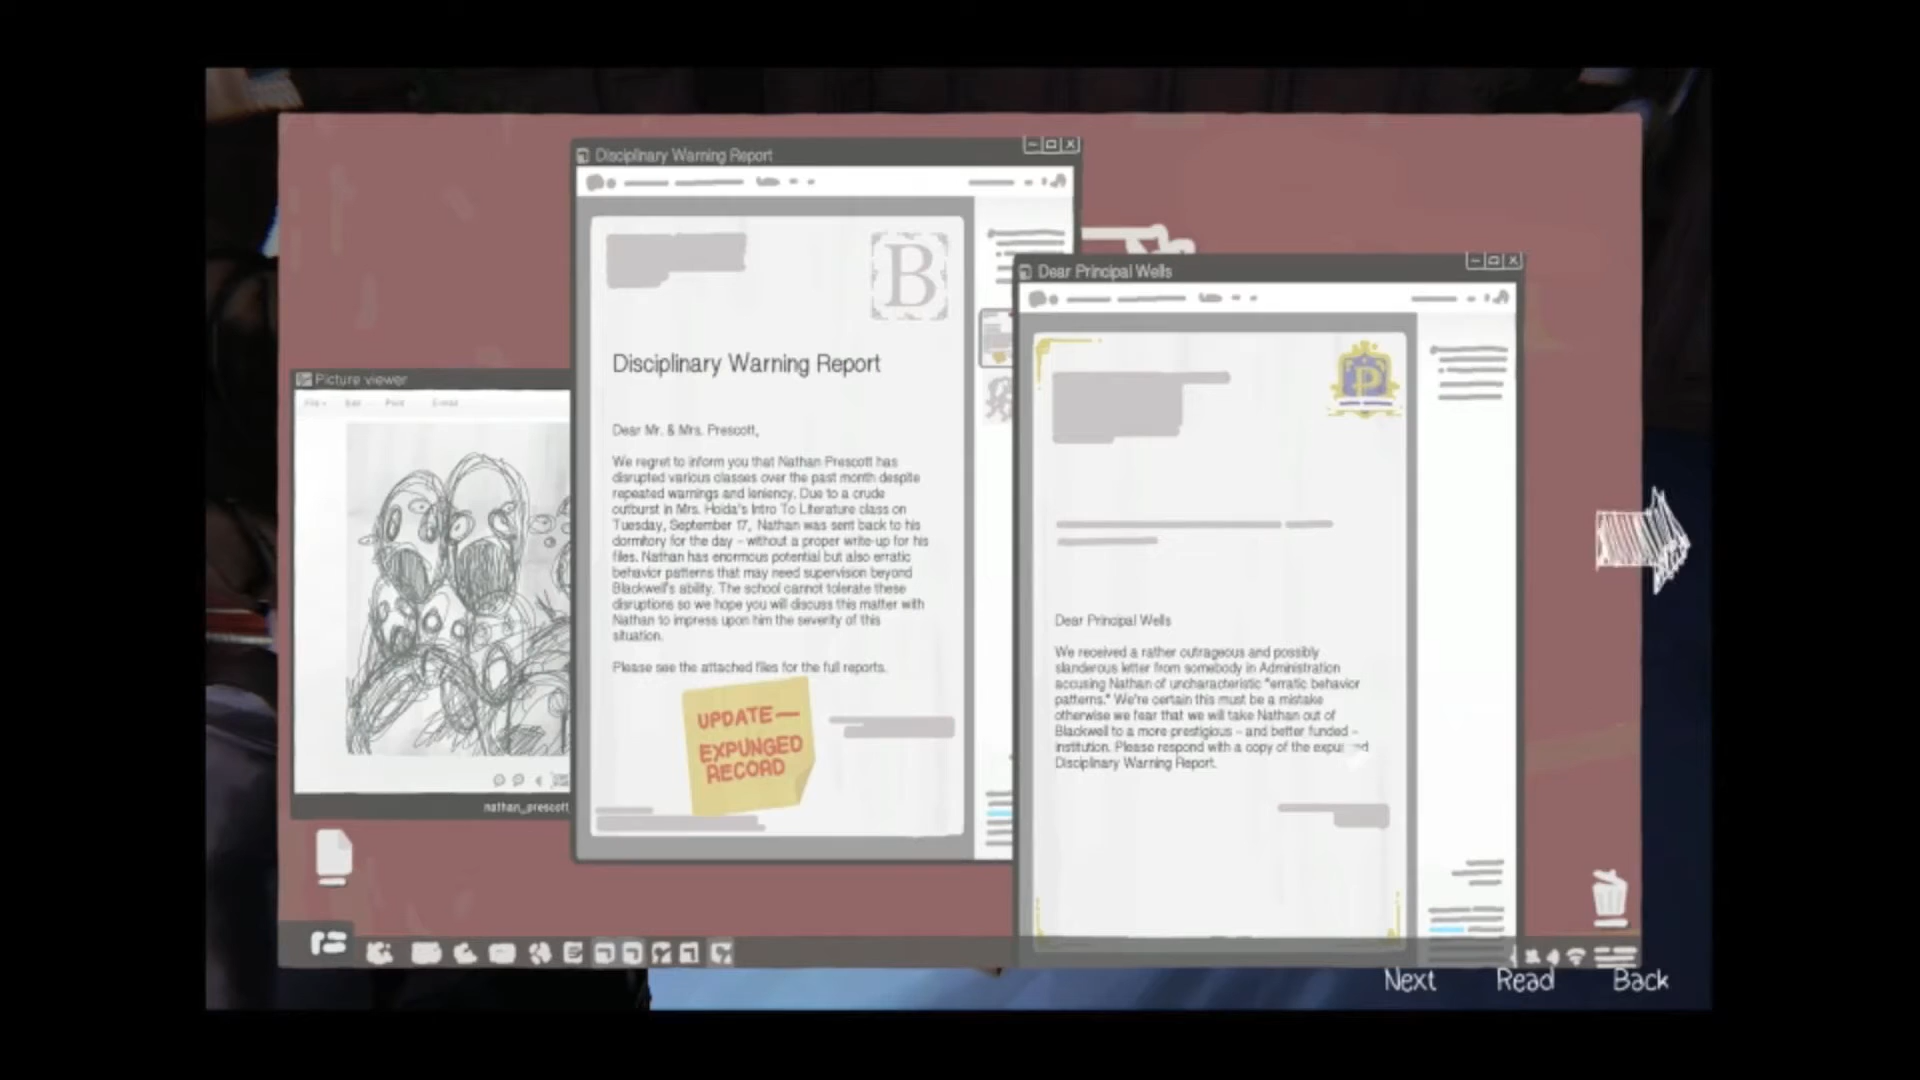 Disciplinary Warning Report
B
Disciplinary Warning Report
Dear Mr. & Mrs. Prescott,
We regret to inform you that Nathan Prescott has
disrupted various classes over the past month despite
repeated warnings and leniency. Due to a crude
outburst in Mrs. Hoida's Intro To Literature class on
Tuesday, September 17, Nathan was sent back to his
dormitory for the day - without a proper write-up for his
files. Nathan has enormous potential but also erratic
behavior patterns that may need supervision beyond
Blackwell's ability. The school cannot tolerate these
disruptions so we hope you will discuss this matter with
Nathan to impress upon him the severity of this
situation.
Please see the attached files for the full reports.
UPDATE—
EXPUNGED
RECORD
Dear Principal Wells
P
Dear Principal Wells
We received a rather outrageous and possibly
slanderous letter from somebody in Administration
accusing Nathan of uncharacteristic "erratic behavior
patterns." We're certain this must be a mistake
otherwise we fear that we will take Nathan out of
Blackwell to a more prestigious - and better funded -
institution. Please respond with a copy of the
Disciplinary Warning Report.
Picture viewer
File
Edit
Print
E-mail
nathan_prescott
Next
Read
Back